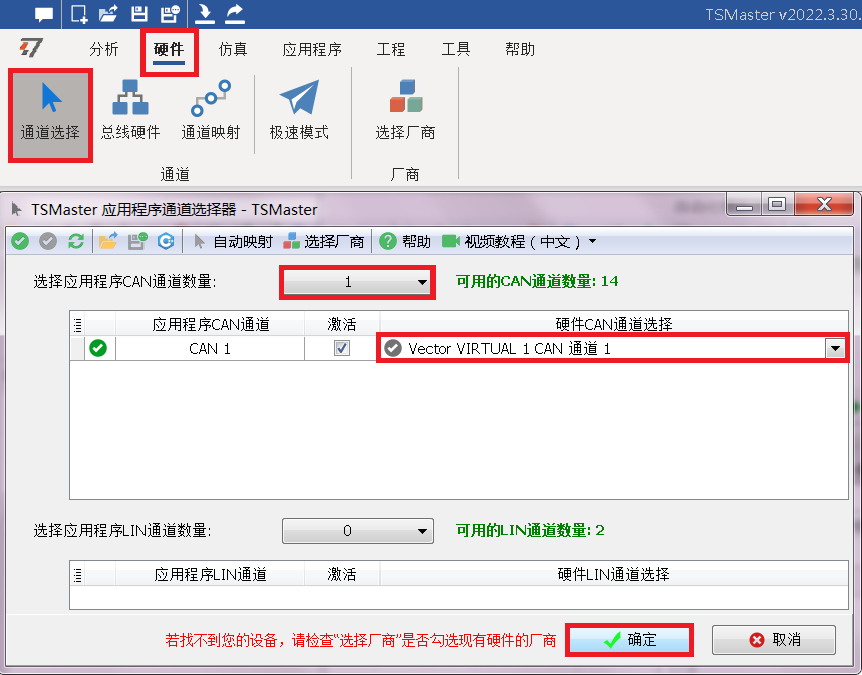 TSMaster v2022.3.30.
分析 硬件 仿真 应用程序 工程 工具 帮助
通道选择 总线硬件 通道映射 极速模式 选择厂商
通道 厂商
TSMaster 应用程序通道选择器 - TSMaster
自动映射 选择厂商 帮助 视频教程（中文）
选择应用程序CAN通道数量: 1 可用的CAN通道数量: 14
应用程序CAN通道 激活 硬件CAN通道选择
CAN 1 Vector VIRTUAL 1 CAN 通道 1
选择应用程序LIN通道数量: 0 可用的LIN通道数量: 2
应用程序LIN通道 激活 硬件LIN通道选择
若找不到您的设备，请检查“选择厂商”是否勾选现有硬件的厂商 确定 取消